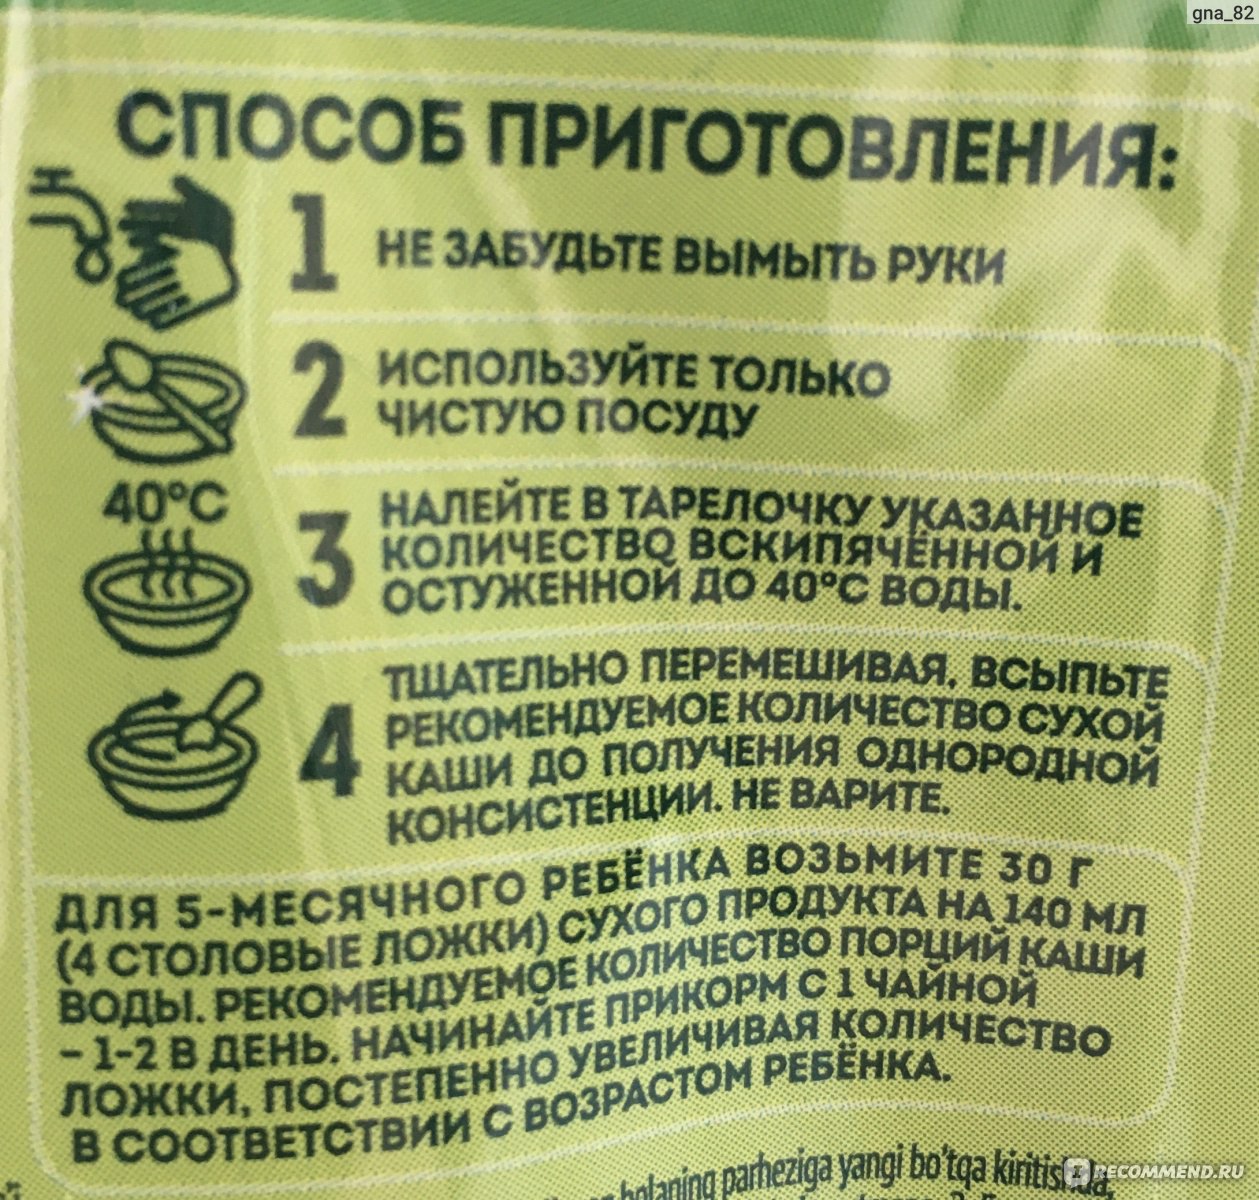 gna_82
СПОСОБ ПРИГОТОВЛЕНИЯ:
1 НЕ ЗАБУДЬТЕ ВЫМЫТЬ РУКИ
2 ИСПОЛЬЗУЙТЕ ТОЛЬКО
ЧИСТУЮ ПОСУДУ
40°C
3 НАЛЕЙТЕ В ТАРЕЛОЧКУ УКАЗАННОЕ
КОЛИЧЕСТВО ВСКИПЯЧЁННОЙ И
ОСТУЖЕННОЙ ДО 40°C ВОДЫ.
4 ТЩАТЕЛЬНО ПЕРЕМЕШИВАЯ, ВСЫПЬТЕ
РЕКОМЕНДУЕМОЕ КОЛИЧЕСТВО СУХОЙ
КАШИ ДО ПОЛУЧЕНИЯ ОДНОРОДНОЙ
КОНСИСТЕНЦИИ. НЕ ВАРИТЕ.
ДЛЯ 5-МЕСЯЧНОГО РЕБЁНКА ВОЗЬМИТЕ 30 Г
(4 СТОЛОВЫЕ ЛОЖКИ) СУХОГО ПРОДУКТА НА 140 МЛ
ВОДЫ. РЕКОМЕНДУЕМОЕ КОЛИЧЕСТВО ПОРЦИЙ КАШИ
– 1-2 В ДЕНЬ. НАЧИНАЙТЕ ПРИКОРМ С 1 ЧАЙНОЙ
ЛОЖКИ, ПОСТЕПЕННО УВЕЛИЧИВАЯ КОЛИЧЕСТВО
В СООТВЕТСТВИИ С ВОЗРАСТОМ РЕБЁНКА.
bolaning parheziga yangi bo'tqa kiritishda,
IRECOMMEND.RU